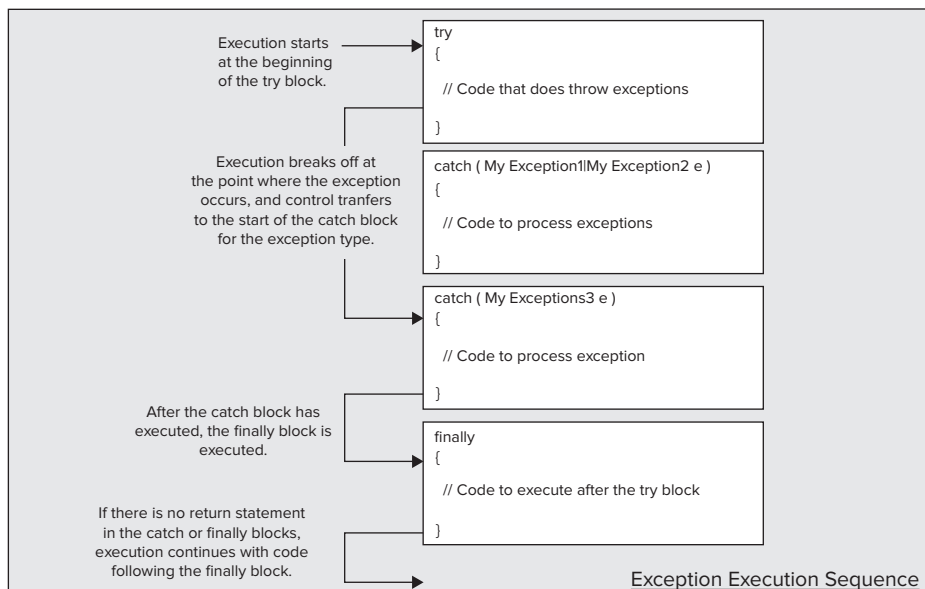 Execution starts
at the beginning
of the try block.
try
{
// Code that does throw exceptions
}
Execution breaks off at
the point where the exception
occurs, and control tranfers
to the start of the catch block
for the exception type.
catch ( My Exception1|My Exception2 e )
{
// Code to process exceptions
}
catch ( My Exceptions3 e )
{
// Code to process exception
}
After the catch block has
executed, the finally block is
executed.
finally
{
// Code to execute after the try block
}
If there is no return statement
in the catch or finally blocks,
execution continues with code
following the finally block.
Exception Execution Sequence